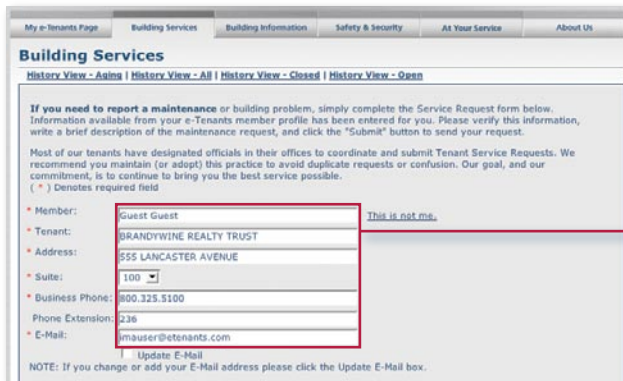 My e-Tenants Page Building Services Building Information Safety & Security At Your Service About Us
Building Services
History View - Aging | History View - All | History View - Closed | History View - Open
If you need to report a maintenance or building problem, simply complete the Service Request form below.
Information available from your e-Tenants member profile has been entered for you. Please verify this information,
write a brief description of the maintenance request, and click the "Submit" button to send your request.
Most of our tenants have designated officials in their offices to coordinate and submit Tenant Service Requests. We
recommend you maintain (or adopt) this practice to avoid duplicate requests or confusion. Our goal, and our
commitment, is to continue to bring you the best service possible.
( * ) Denotes required field
* Member: Guest Guest This is not me.
* Tenant: BRANDYWINE REALTY TRUST
* Address: 555 LANCASTER AVENUE
* Suite: 100
* Business Phone: 800.325.5100
Phone Extension: 236
* E-Mail: imauser@etenants.com
Update E-Mail
NOTE: If you change or add your E-Mail address please click the Update E-Mail box.